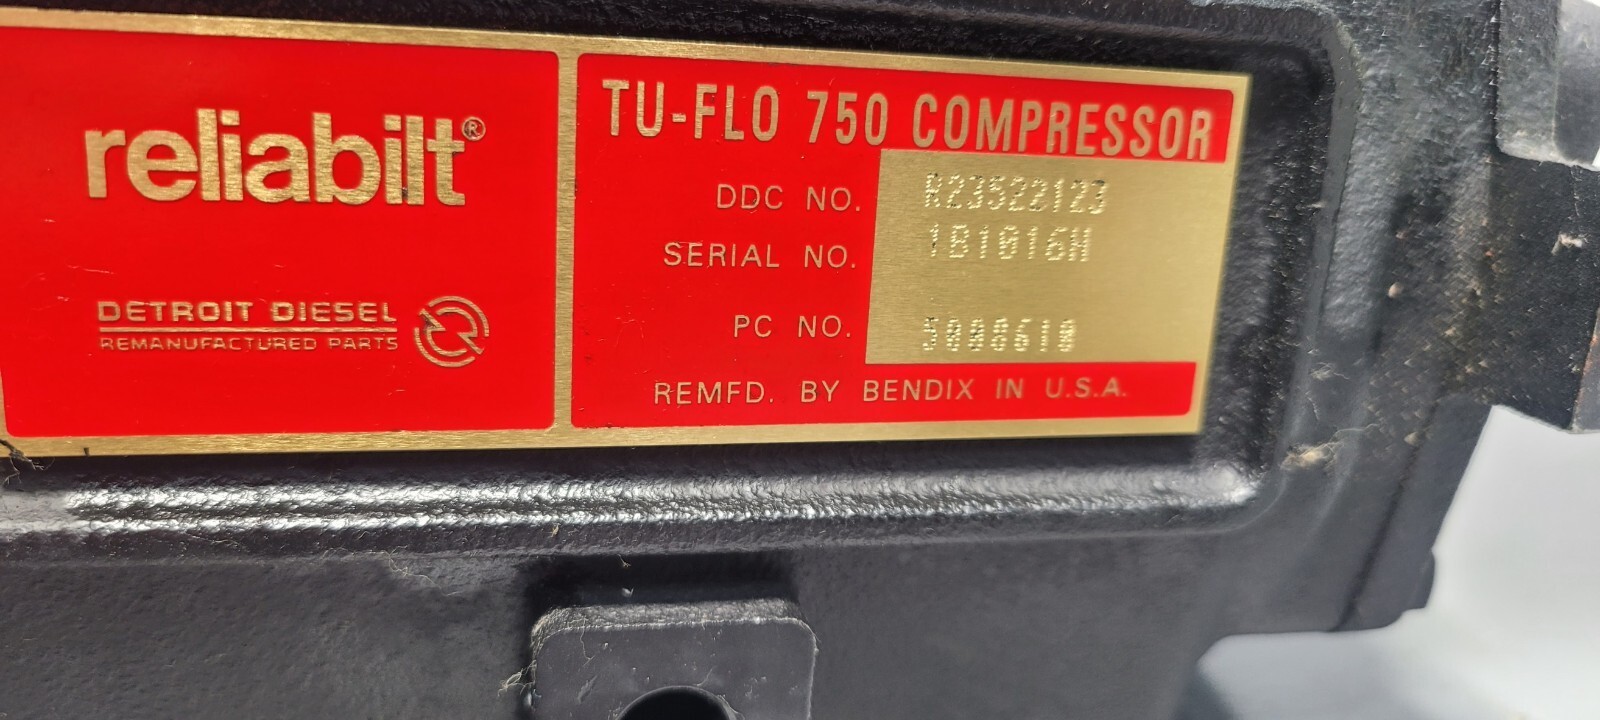 reliabilt®
DETROIT DIESEL
REMANUFACTURED PARTS
TU-FLO 750 COMPRESSOR
DDC NO. R23522123
SERIAL NO. 1B1016H
PC NO. 5008610
REMFD. BY BENDIX IN U.S.A.